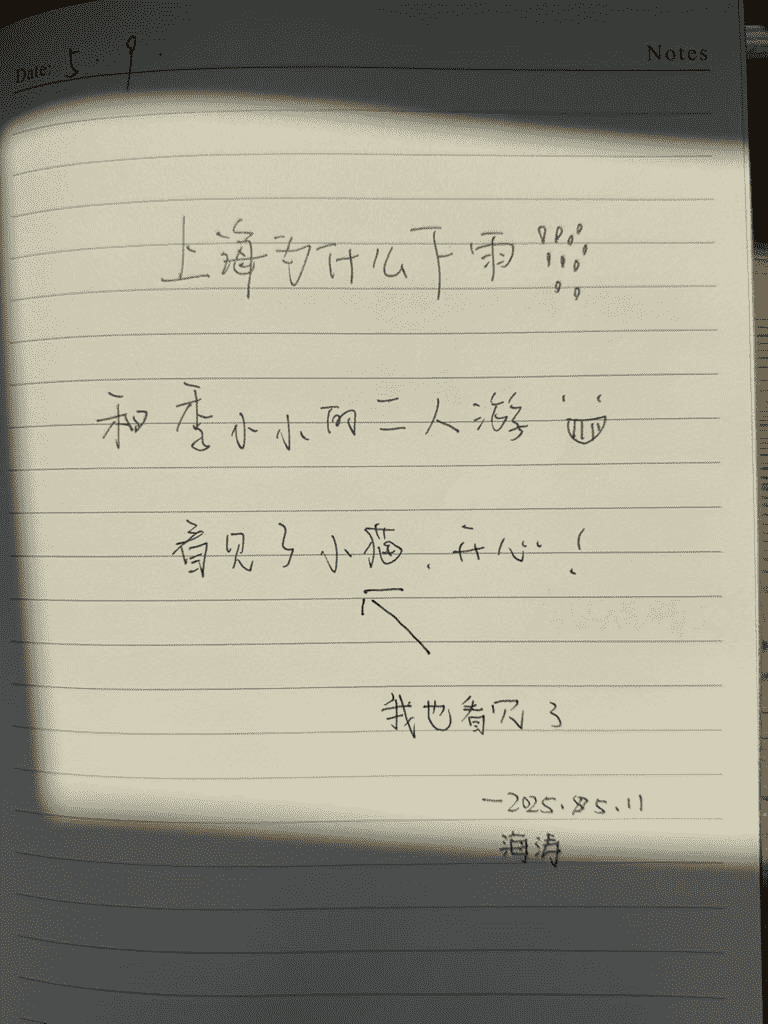 Date: 5.9.
Notes
上海为什么下雨
和李小小的二人游
看见了小猫.开心!
我也看见了
—2025.5.11
海涛